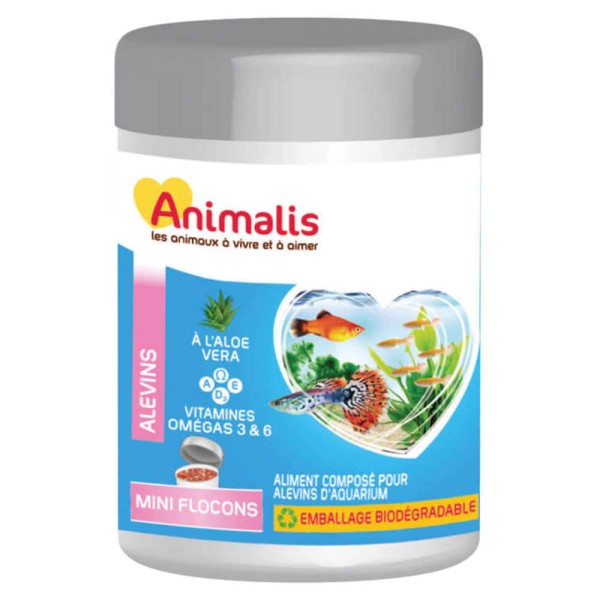 Animalis
les animaux à vivre et à aimer
ALEVINS
À L'ALOE
VERA
Ω
A E
D₃
VITAMINES
OMÉGAS 3 & 6
MINI FLOCONS
ALIMENT COMPOSÉ POUR
ALEVINS D'AQUARIUM
EMBALLAGE BIODÉGRADABLE